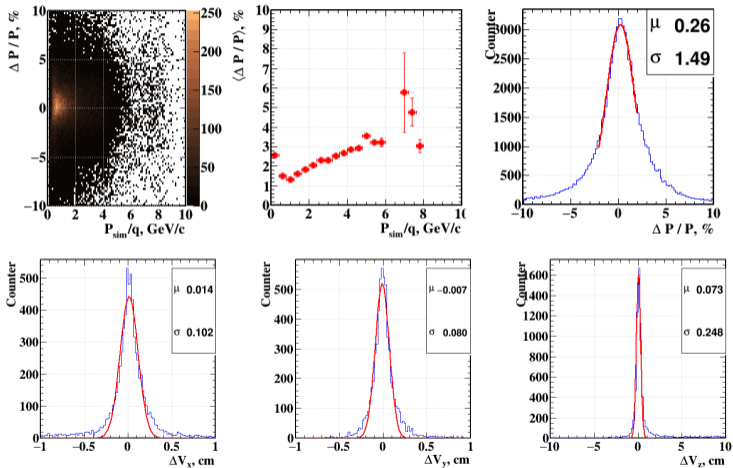 Δ P / P, %
10
5
0
−5
−10
0 2 4 6 8 10
P_sim/q, GeV/c
250
200
150
100
50
0
⟨Δ P / P⟩, %
10
9
8
7
6
5
4
3
2
1
0
0 2 4 6 8 10
P_sim/q, GeV/c
Counter
3000
2500
2000
1500
1000
500
0
μ 0.26
σ 1.49
−10 −5 0 5 10
Δ P / P, %
Counter
500
400
300
200
100
0
μ 0.014
σ 0.102
−1 −0.5 0 0.5 1
ΔV_x, cm
Counter
500
400
300
200
100
0
μ −0.007
σ 0.080
−1 −0.5 0 0.5 1
ΔV_y, cm
Counter
1600
1400
1200
1000
800
600
400
200
0
μ 0.073
σ 0.248
−10 −5 0 5 10
ΔV_z, cm